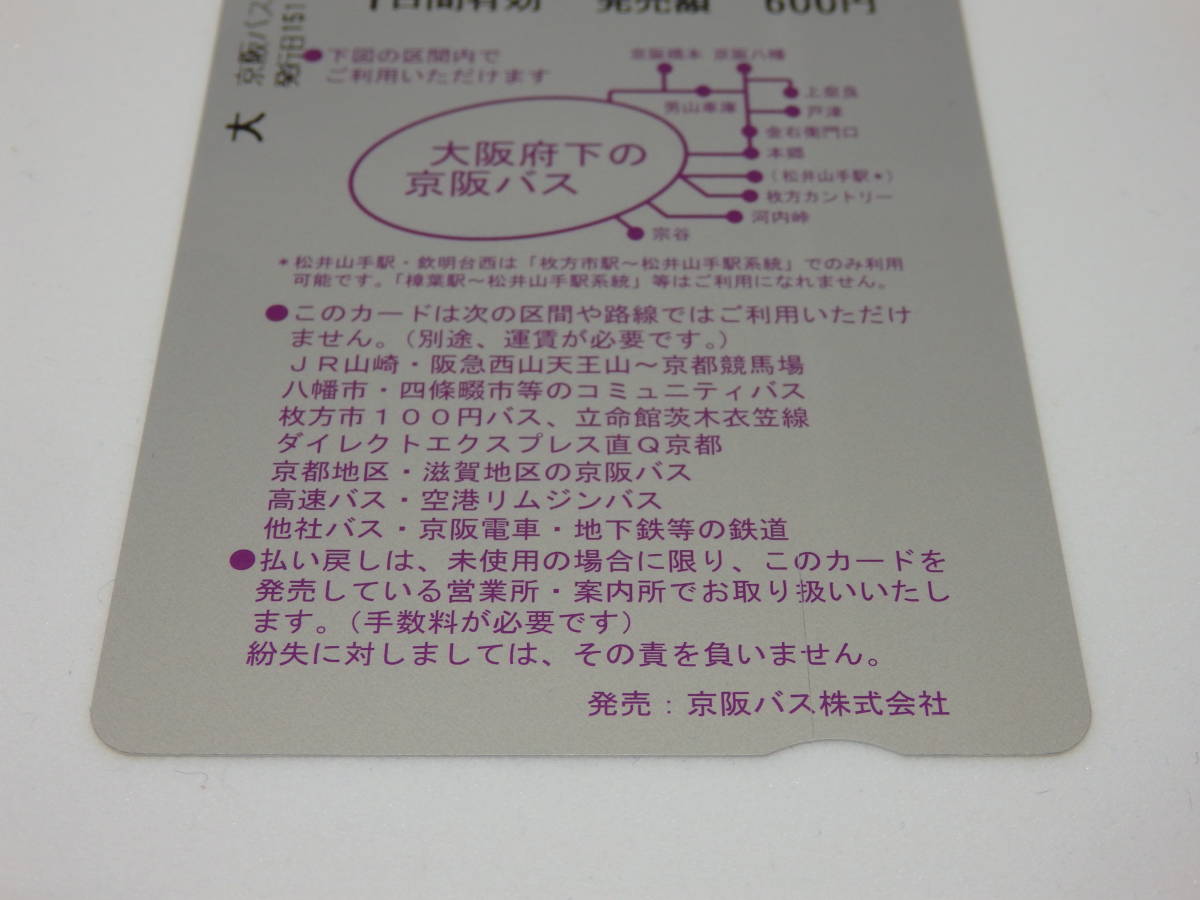 1日間有効　発売額　600円
京阪バス
発行日151
大
●下図の区間内で
ご利用いただけます
京阪橋本 京阪八幡
男山車庫
上奈良
戸津
金右衛門口
本郷
(松井山手駅*)
枚方カントリー
河内峠
宗谷
大阪府下の
京阪バス
*松井山手駅・欽明台西は「枚方市駅~松井山手駅系統」でのみ利用
可能です。「樟葉駅~松井山手駅系統」等はご利用になれません。
●このカードは次の区間や路線ではご利用いただけ
ません。(別途、運賃が必要です。)
JR山崎・阪急西山天王山~京都競馬場
八幡市・四條畷市等のコミュニティバス
枚方市100円バス、立命館茨木衣笠線
ダイレクトエクスプレス直Q京都
京都地区・滋賀地区の京阪バス
高速バス・空港リムジンバス
他社バス・京阪電車・地下鉄等の鉄道
●払い戻しは、未使用の場合に限り、このカードを
発売している営業所・案内所でお取り扱いいたし
ます。(手数料が必要です)
紛失に対しましては、その責を負いません。
発売:京阪バス株式会社